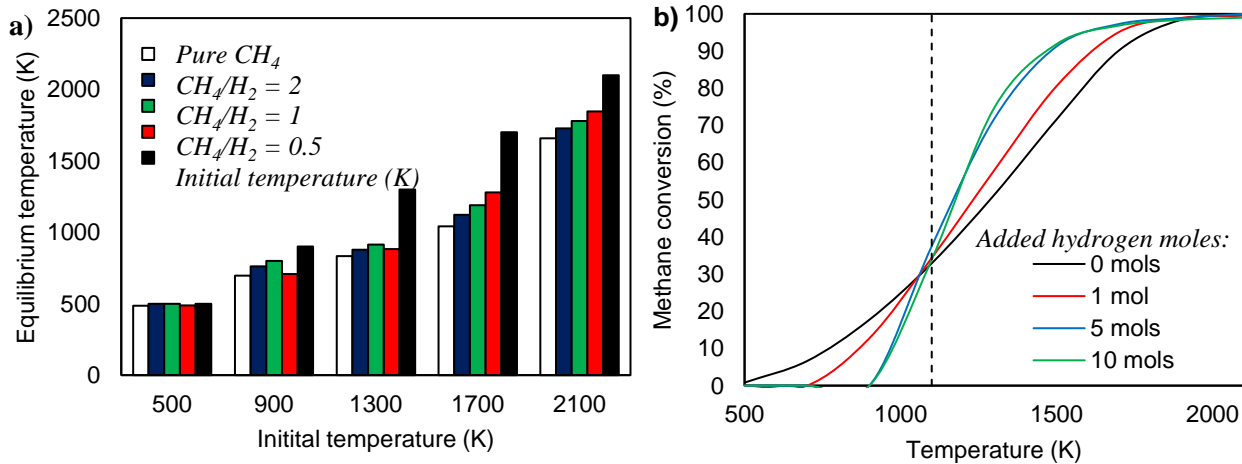 a)
Equilibrium temperature (K)
2500
2000
1500
1000
500
0
Pure CH4
CH4/H2 = 2
CH4/H2 = 1
CH4/H2 = 0.5
Initial temperature (K)
500 900 1300 1700 2100
Initital temperature (K)
b)
Methane conversion (%)
100
90
80
70
60
50
40
30
20
10
0
Added hydrogen moles:
0 mols
1 mol
5 mols
10 mols
500 1000 1500 2000
Temperature (K)